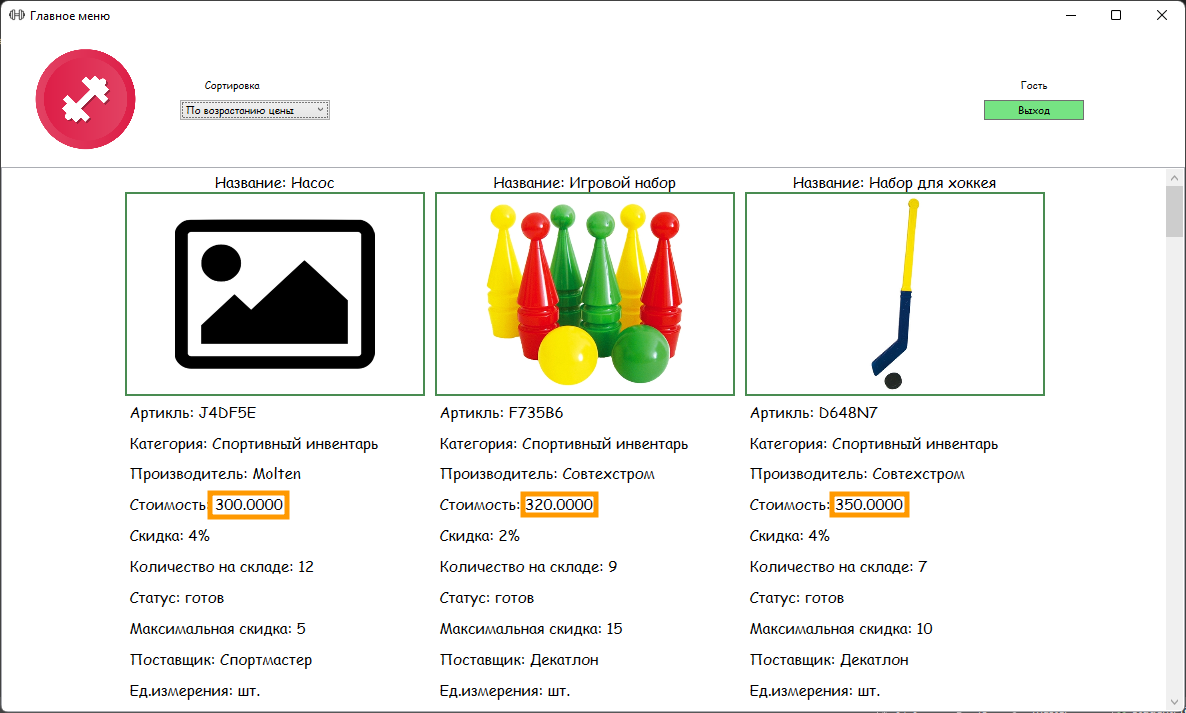 Главное меню
Сортировка
По возрастанию цены
Гость
Выход
Название: Насос
Артикль: J4DF5E
Категория: Спортивный инвентарь
Производитель: Molten
Стоимость: 300.0000
Скидка: 4%
Количество на складе: 12
Статус: готов
Максимальная скидка: 5
Поставщик: Спортмастер
Ед.измерения: шт.
Название: Игровой набор
Артикль: F735B6
Категория: Спортивный инвентарь
Производитель: Совтехстром
Стоимость: 320.0000
Скидка: 2%
Количество на складе: 9
Статус: готов
Максимальная скидка: 15
Поставщик: Декатлон
Ед.измерения: шт.
Название: Набор для хоккея
Артикль: D648N7
Категория: Спортивный инвентарь
Производитель: Совтехстром
Стоимость: 350.0000
Скидка: 4%
Количество на складе: 7
Статус: готов
Максимальная скидка: 10
Поставщик: Декатлон
Ед.измерения: шт.